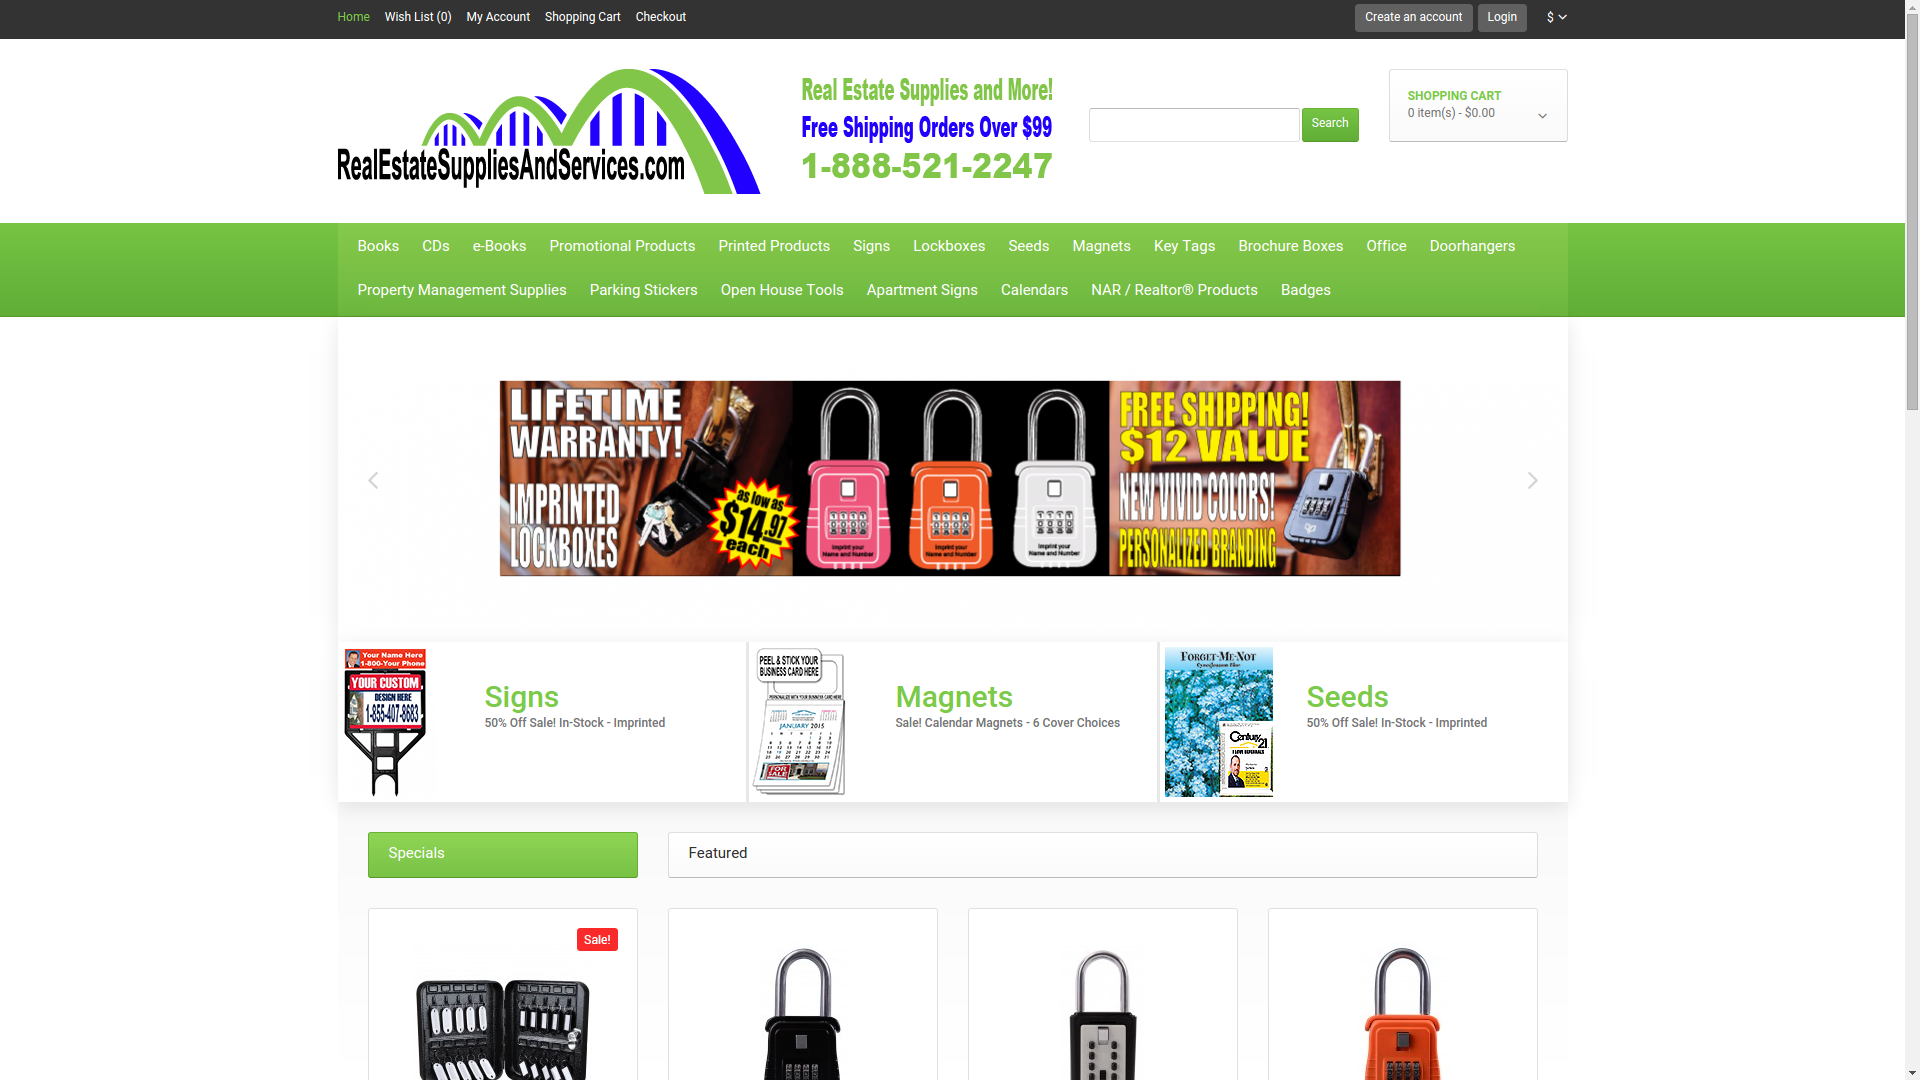 Home Wish List (0) My Account Shopping Cart Checkout Create an account Login $
RealEstateSuppliesAndServices.com
Real Estate Supplies and More!
Free Shipping Orders Over $99
1-888-521-2247
Search
SHOPPING CART
0 item(s) - $0.00
Books CDs e-Books Promotional Products Printed Products Signs Lockboxes Seeds Magnets Key Tags Brochure Boxes Office Doorhangers
Property Management Supplies Parking Stickers Open House Tools Apartment Signs Calendars NAR / Realtor® Products Badges
LIFETIME
WARRANTY!
IMPRINTED
LOCKBOXES
as low as
$14.97
each
Imprint your
Name and Number
Imprint your
Name and Number
Imprint your
Name and Number
FREE SHIPPING!
$12 VALUE
NEW VIVID COLORS!
PERSONALIZED BRANDING
Your Name Here
1-800-Your Phone
YOUR CUSTOM
DESIGN HERE
1-855-407-8683
Signs
50% Off Sale! In-Stock - Imprinted
PEEL & STICK YOUR
BUSINESS CARD HERE
JANUARY 2015
FOR
SALE
Magnets
Sale! Calendar Magnets - 6 Cover Choices
Forget-Me-Not
Century 21
Seeds
50% Off Sale! In-Stock - Imprinted
Specials
Featured
Sale!